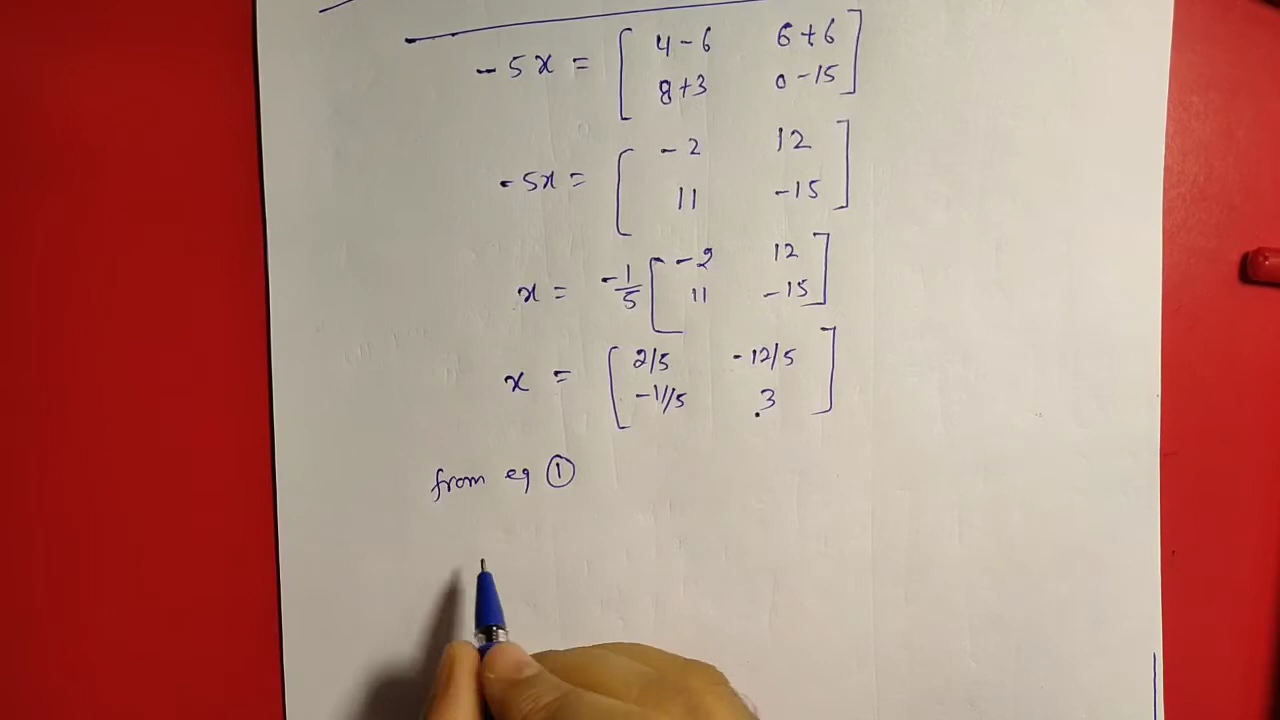 -5x = [ 4-6 6+6
8+3 0-15 ]
-5x = [ -2 12
11 -15 ]
x = -1/5 [ -2 12
11 -15 ]
x = [ 2/5 -12/5
-11/5 3 ]
from eq ①